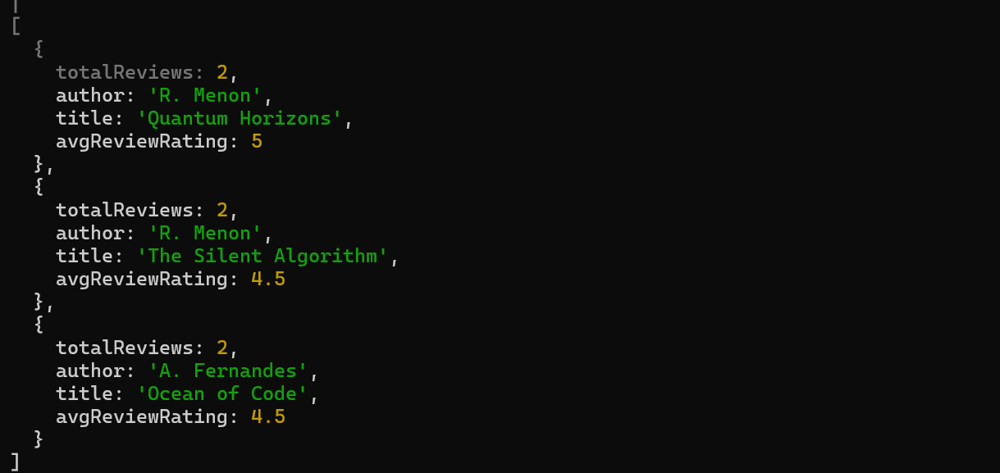 [
  {
    totalReviews: 2,
    author: 'R. Menon',
    title: 'Quantum Horizons',
    avgReviewRating: 5
  },
  {
    totalReviews: 2,
    author: 'R. Menon',
    title: 'The Silent Algorithm',
    avgReviewRating: 4.5
  },
  {
    totalReviews: 2,
    author: 'A. Fernandes',
    title: 'Ocean of Code',
    avgReviewRating: 4.5
  }
]